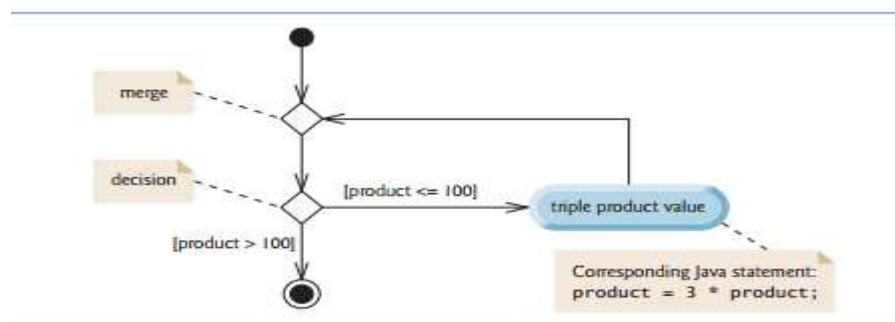 merge
decision
[product <= 100]
triple product value
[product > 100]
Corresponding Java statement:
product = 3 * product;